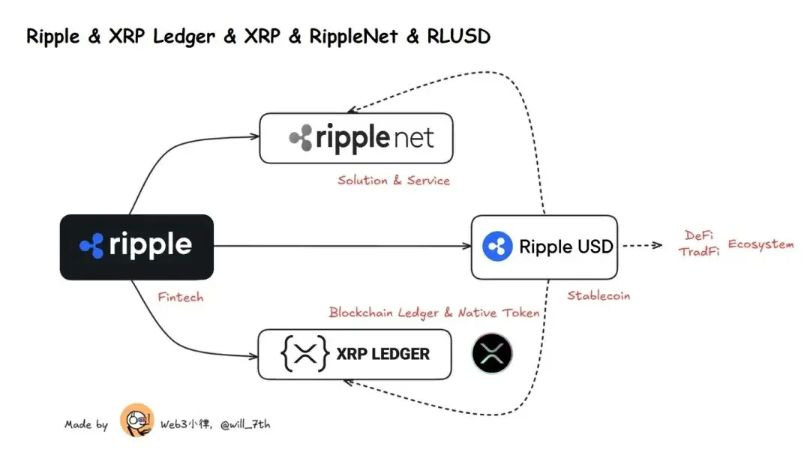 Ripple & XRP Ledger & XRP & RippleNet & RLUSD
ripplenet
Solution & Service
ripple
Fintech
Ripple USD
Stablecoin
DeFi
TradFi
Ecosystem
Blockchain Ledger & Native Token
XRP LEDGER
Made by
Web3小律, @will_7th